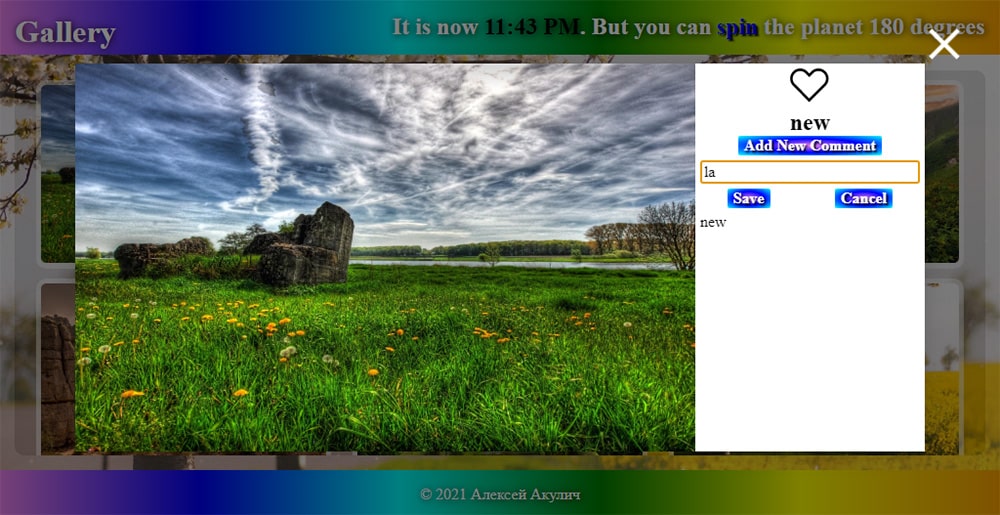 Gallery
It is now 11:43 PM. But you can spin the planet 180 degrees
new
Add New Comment
la
Save
Cancel
new
© 2021 Алексей Акулич